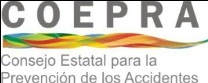 COEPRA
Consejo Estatal para la
Prevención de los Accidentes